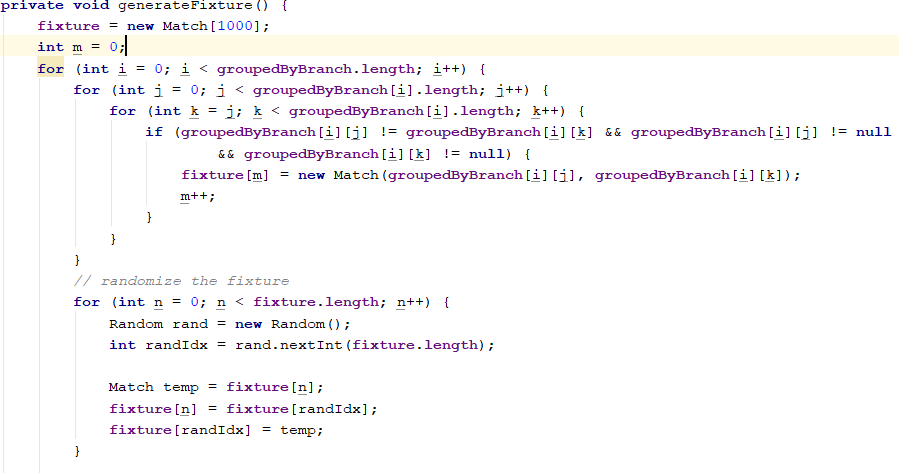 private void generateFixture() {
    fixture = new Match[1000];
    int m = 0;
    for (int i = 0; i < groupedByBranch.length; i++) {
        for (int j = 0; j < groupedByBranch[i].length; j++) {
            for (int k = j; k < groupedByBranch[i].length; k++) {
                if (groupedByBranch[i][j] != groupedByBranch[i][k] && groupedByBranch[i][j] != null
                        && groupedByBranch[i][k] != null) {
                    fixture[m] = new Match(groupedByBranch[i][j], groupedByBranch[i][k]);
                    m++;
                }
            }
        }
        // randomize the fixture
        for (int n = 0; n < fixture.length; n++) {
            Random rand = new Random();
            int randIdx = rand.nextInt(fixture.length);

            Match temp = fixture[n];
            fixture[n] = fixture[randIdx];
            fixture[randIdx] = temp;
        }